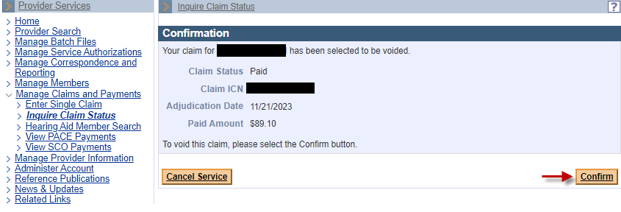 Provider Services
Home
Provider Search
Manage Batch Files
Manage Service Authorizations
Manage Correspondence and
Reporting
Manage Members
Manage Claims and Payments
Enter Single Claim
Inquire Claim Status
Hearing Aid Member Search
View PACE Payments
View SCO Payments
Manage Provider Information
Administer Account
Reference Publications
News & Updates
Related Links
Inquire Claim Status
?
Confirmation
Your claim for has been selected to be voided.
Claim Status Paid
Claim ICN
Adjudication Date 11/21/2023
Paid Amount $89.10
To void this claim, please select the Confirm button.
Cancel Service
Confirm